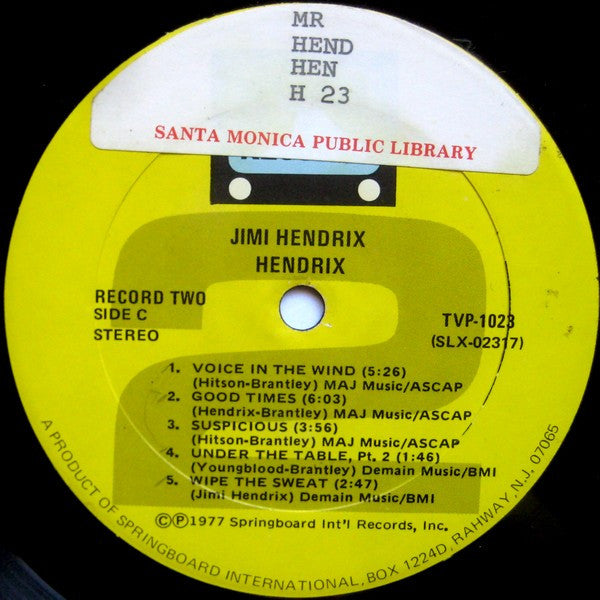 MR
HEND
HEN
H 23
SANTA MONICA PUBLIC LIBRARY
JIMI HENDRIX
HENDRIX
RECORD TWO
SIDE C
STEREO
TVP-1023
(SLX-02317)
1. VOICE IN THE WIND (5:26)
(Hitson-Brantley) MAJ Music/ASCAP
2. GOOD TIMES (6:03)
(Hendrix-Brantley) MAJ Music/ASCAP
3. SUSPICIOUS (3:56)
(Hitson-Brantley) MAJ Music/ASCAP
4. UNDER THE TABLE, Pt. 2 (1:46)
(Youngblood-Brantley) Demain Music/BMI
5. WIPE THE SWEAT (2:47)
(Jimi Hendrix) Demain Music/BMI
©Ⓟ1977 Springboard Int'l Records, Inc.
A PRODUCT OF SPRINGBOARD INTERNATIONAL, BOX 1224D, RAHWAY, N.J. 07065
2